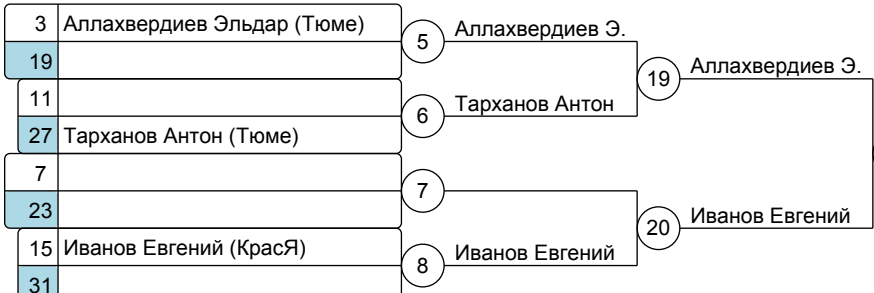 3 Аллахвердиев Эльдар (Тюме)
5 Аллахвердиев Э.
19
19 Аллахвердиев Э.
11
6 Тарханов Антон
27 Тарханов Антон (Тюме)
7
7
23
20 Иванов Евгений
15 Иванов Евгений (КрасЯ)
8 Иванов Евгений
31